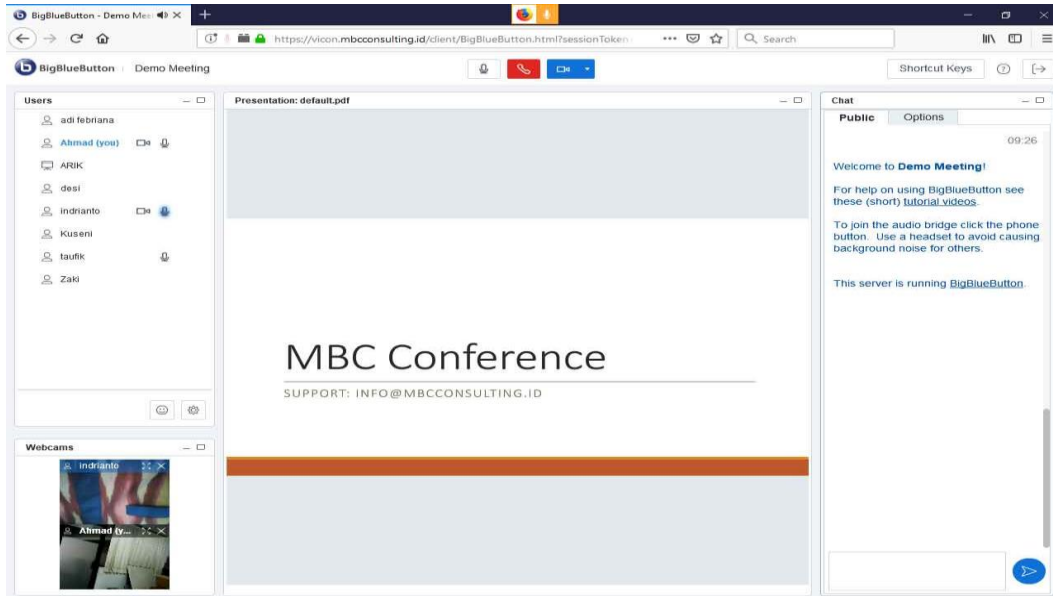 BigBlueButton - Demo Mee
https://vicon.mbcconsulting.id/client/BigBlueButton.html?sessionToken
Search
BigBlueButton
Demo Meeting
Shortcut Keys
Users
adi febriana
Ahmad (you)
ARIK
desi
indrianto
Kuseni
taufik
Zaki
Webcams
indrianto
Ahmad (y...
Presentation: default.pdf
MBC Conference
SUPPORT: INFO@MBCCONSULTING.ID
Chat
Public
Options
09:26
Welcome to Demo Meeting!
For help on using BigBlueButton see
these (short) tutorial videos.
To join the audio bridge click the phone
button. Use a headset to avoid causing
background noise for others.
This server is running BigBlueButton.